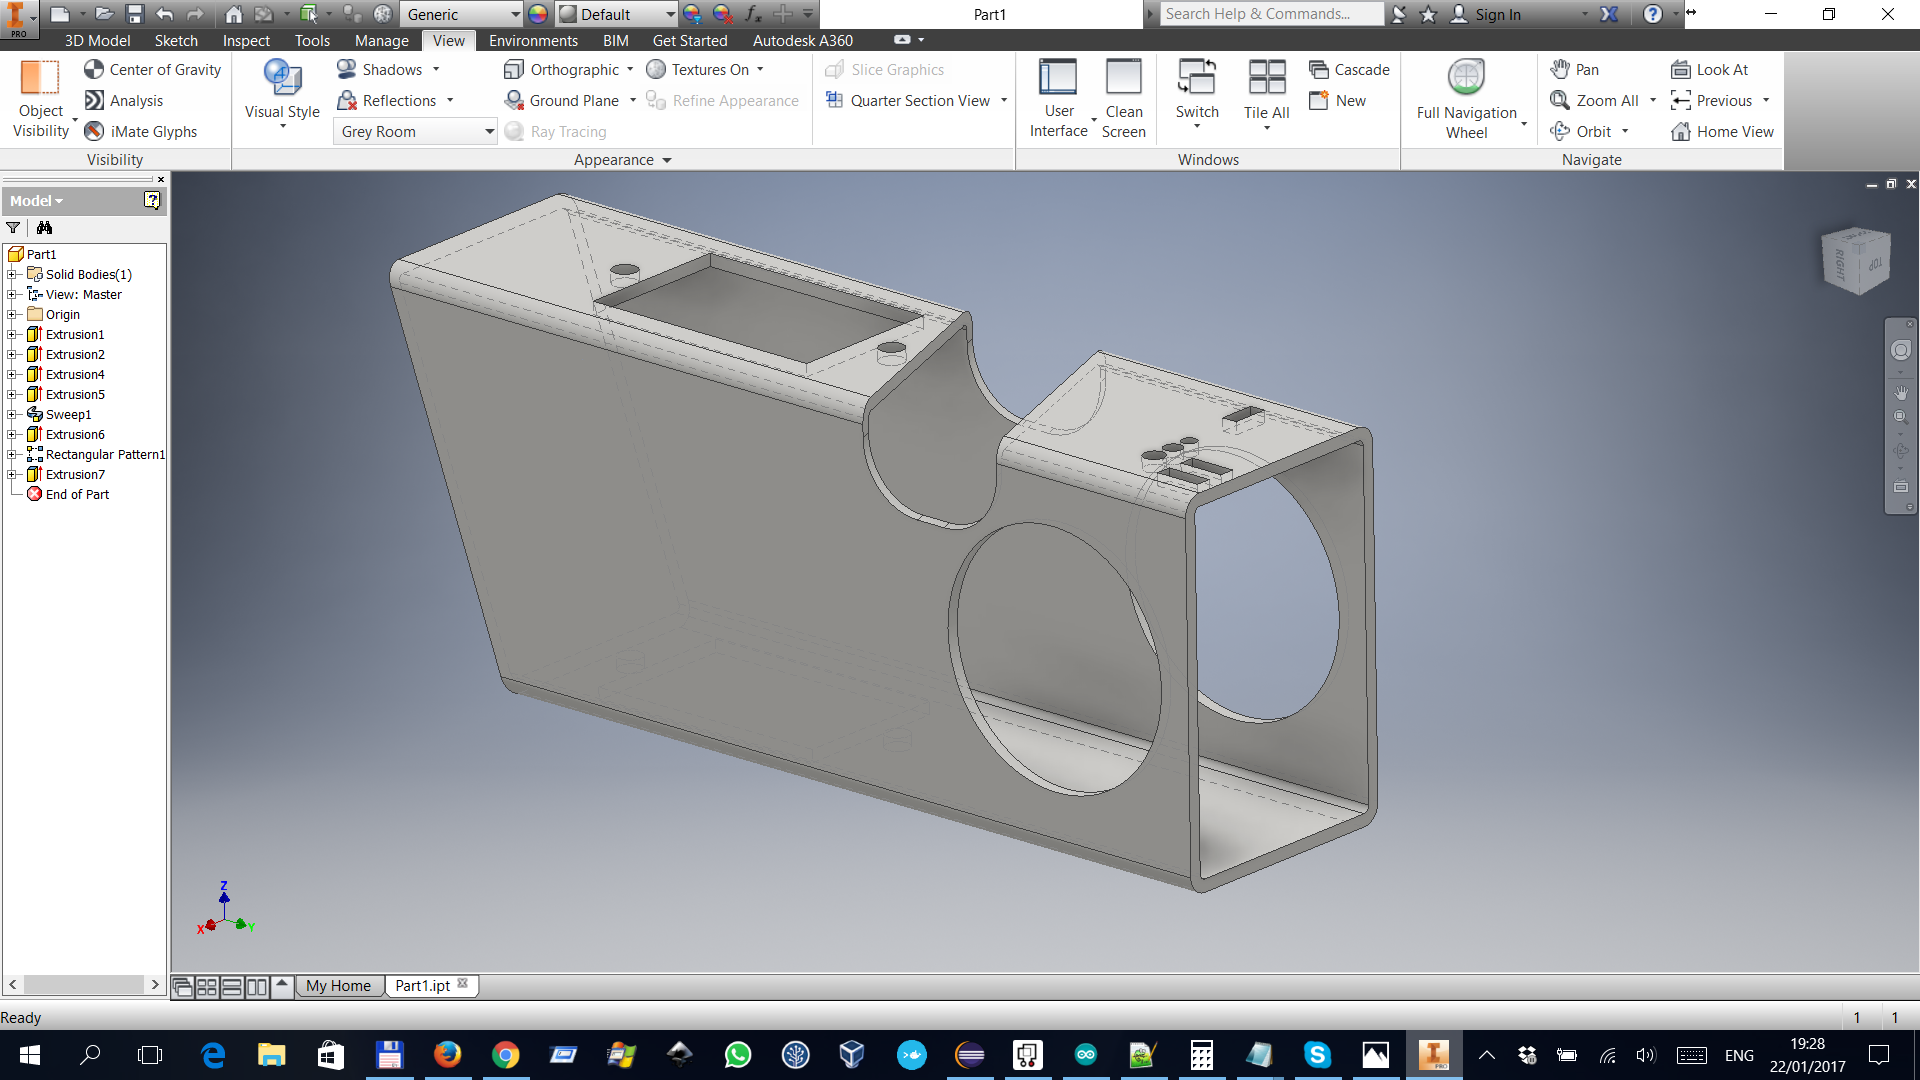 Generic
Default
Part1
Search Help & Commands...
Sign In
PRO
3D Model Sketch Inspect Tools Manage View Environments BIM Get Started Autodesk A360
Object Visibility
Center of Gravity
Analysis
iMate Glyphs
Visibility
Visual Style
Shadows
Reflections
Grey Room
Orthographic
Ground Plane
Ray Tracing
Textures On
Refine Appearance
Appearance
Slice Graphics
Quarter Section View
User Interface
Clean Screen
Switch
Tile All
Cascade
New
Windows
Full Navigation Wheel
Pan
Zoom All
Orbit
Look At
Previous
Home View
Navigate
Model
Part1
Solid Bodies(1)
View: Master
Origin
Extrusion1
Extrusion2
Extrusion4
Extrusion5
Sweep1
Extrusion6
Rectangular Pattern1
Extrusion7
End of Part
RIGHT
TOP
Z
X
Y
My Home
Part1.ipt
Ready
1 1
ENG
19:28
22/01/2017